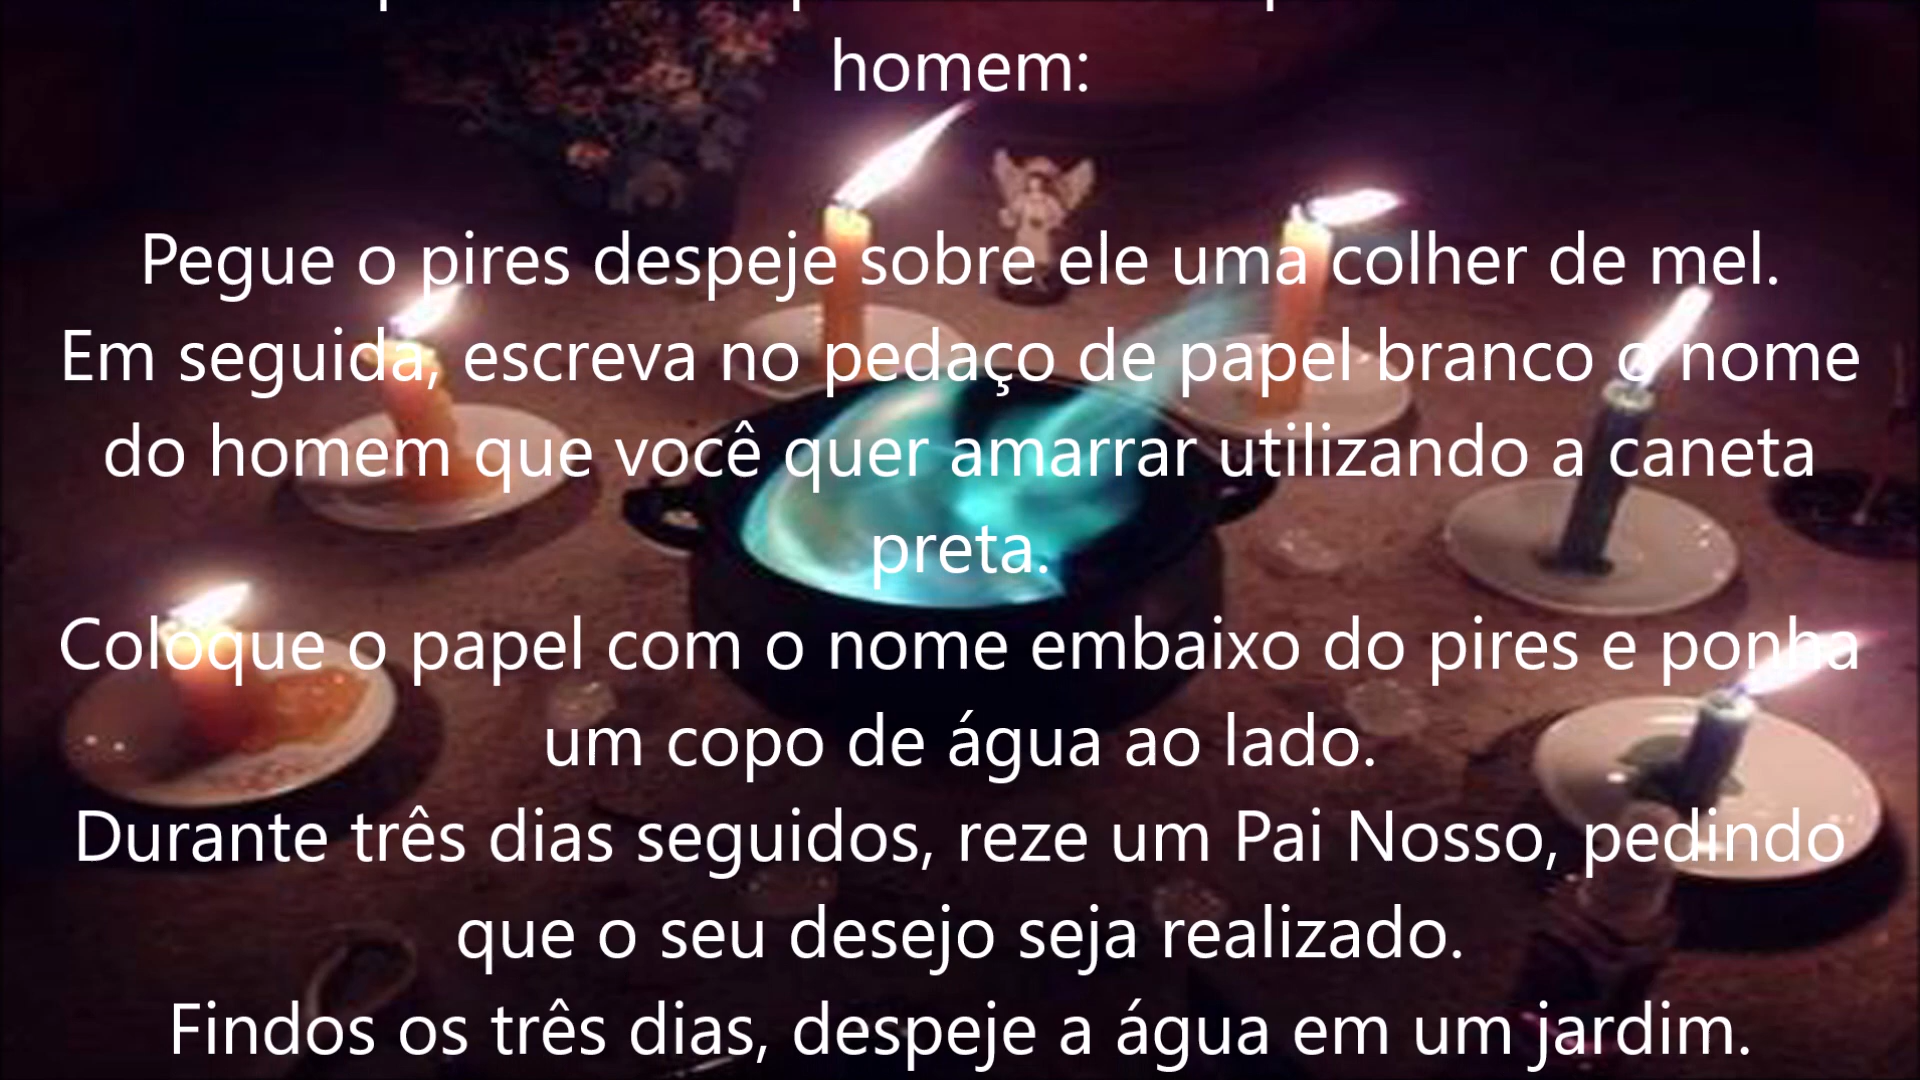 homem:
Pegue o pires despeje sobre ele uma colher de mel.
Em seguida, escreva no pedaço de papel branco o nome
do homem que você quer amarrar utilizando a caneta
preta.
Coloque o papel com o nome embaixo do pires e ponha
um copo de água ao lado.
Durante três dias seguidos, reze um Pai Nosso, pedindo
que o seu desejo seja realizado.
Findos os três dias, despeje a água em um jardim.